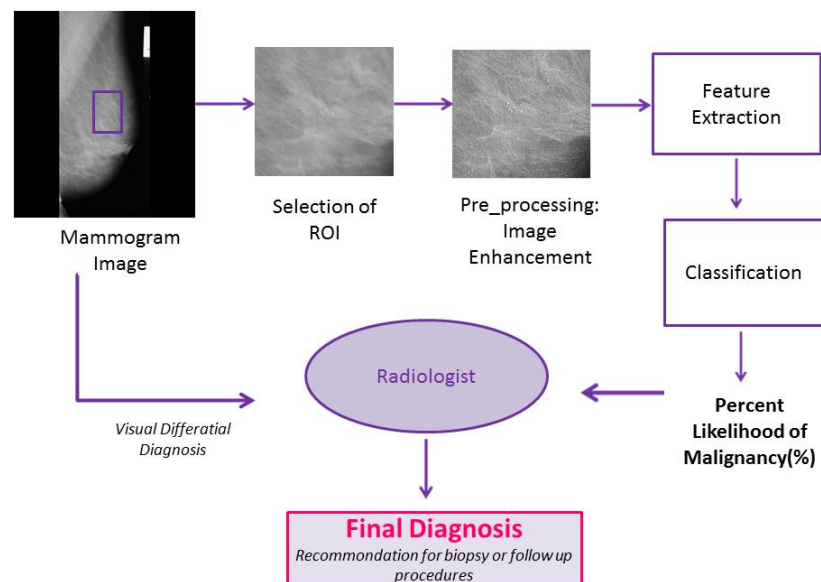 Mammogram
Image
Selection of
ROI
Pre_processing:
Image
Enhancement
Feature
Extraction
Classification
Percent
Likelihood of
Malignancy(%)
Radiologist
Visual Differatial
Diagnosis
Final Diagnosis
Recommondation for biopsy or follow up
procedures